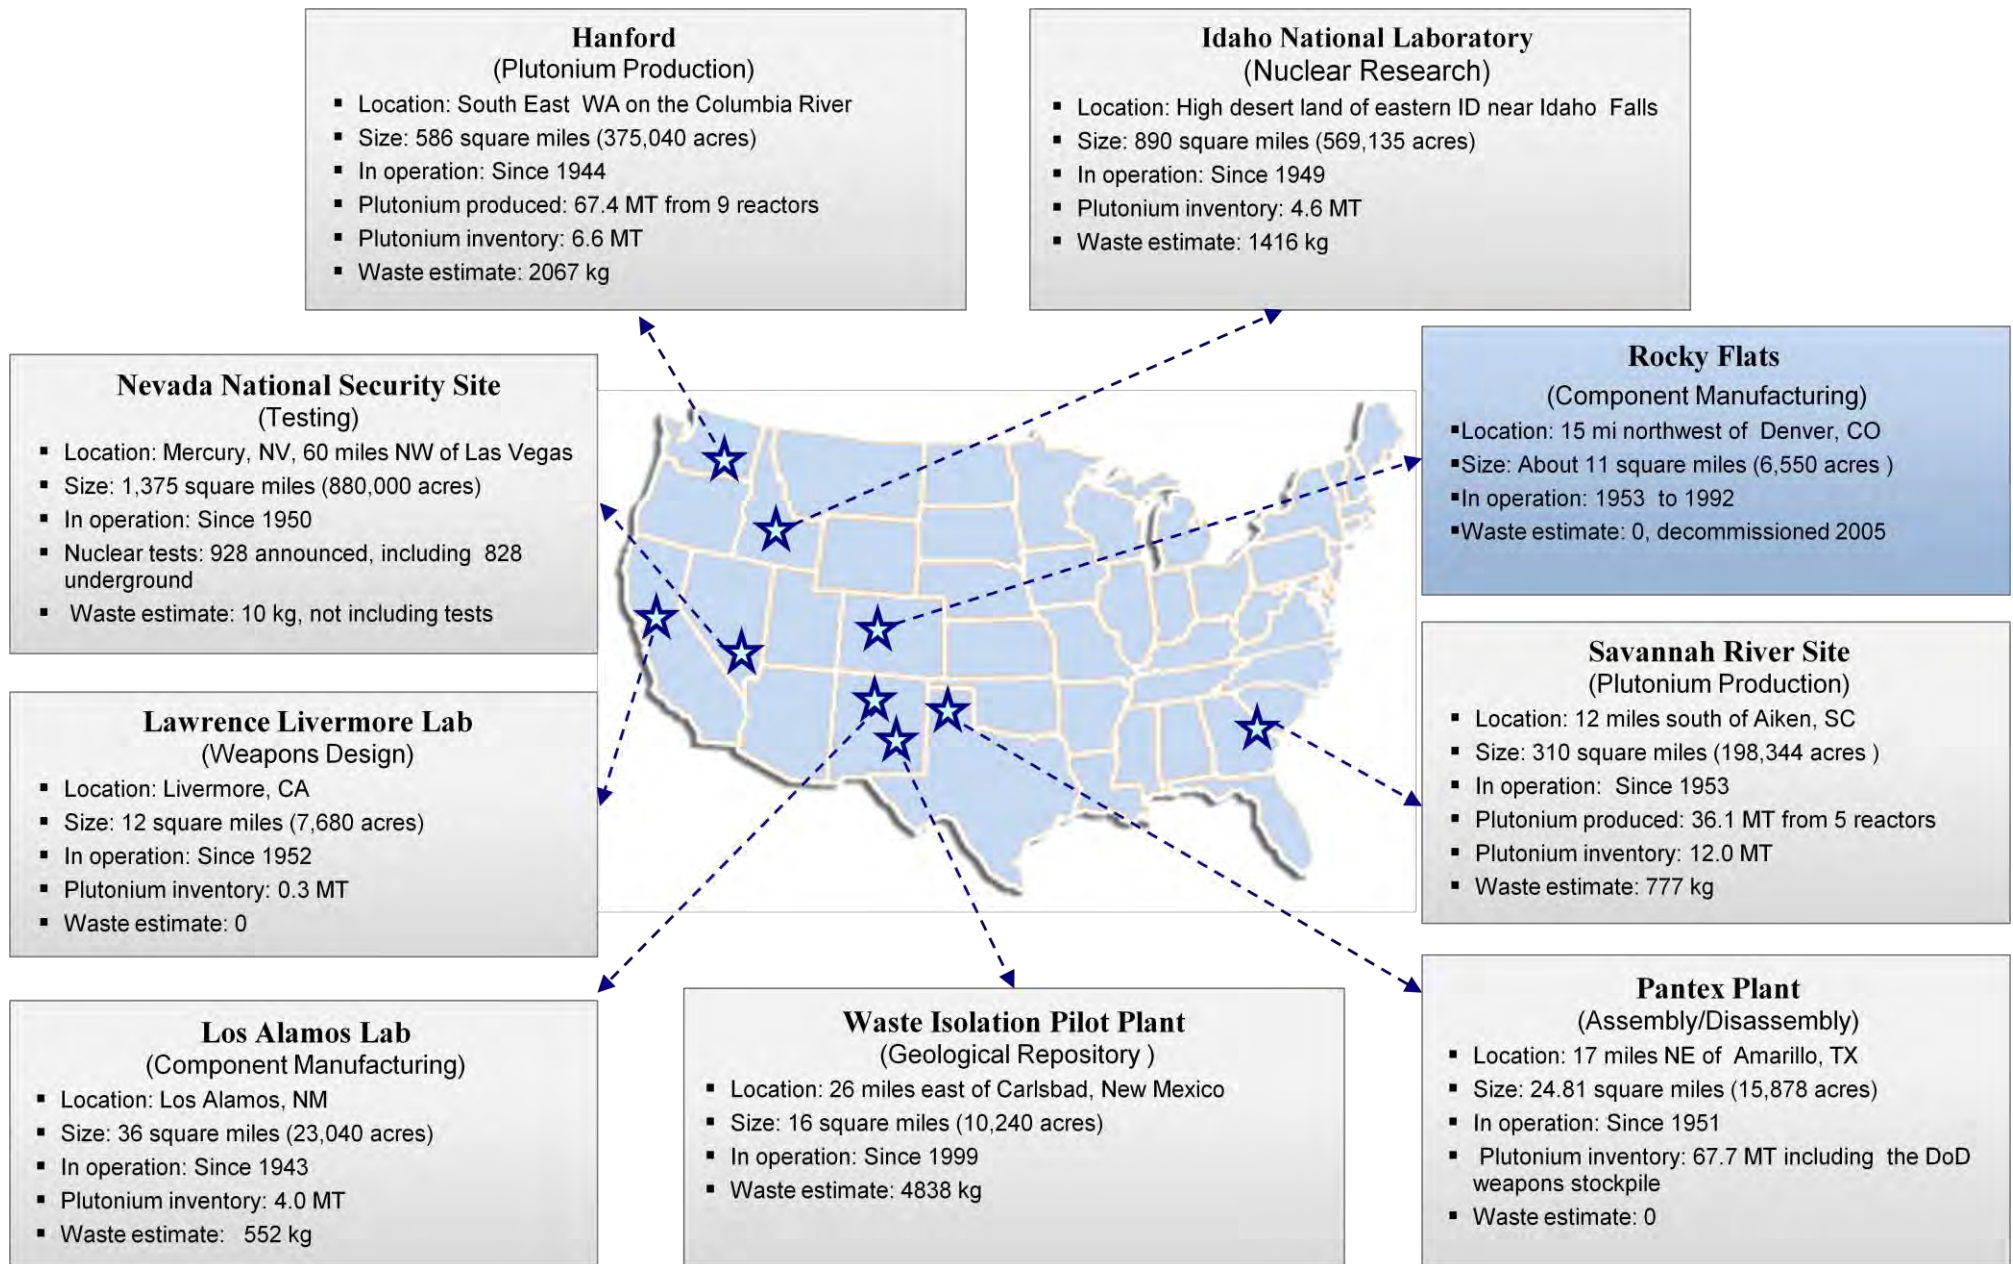 Hanford
(Plutonium Production)
▪ Location: South East WA on the Columbia River
▪ Size: 586 square miles (375,040 acres)
▪ In operation: Since 1944
▪ Plutonium produced: 67.4 MT from 9 reactors
▪ Plutonium inventory: 6.6 MT
▪ Waste estimate: 2067 kg
Idaho National Laboratory
(Nuclear Research)
▪ Location: High desert land of eastern ID near Idaho Falls
▪ Size: 890 square miles (569,135 acres)
▪ In operation: Since 1949
▪ Plutonium inventory: 4.6 MT
▪ Waste estimate: 1416 kg
Nevada National Security Site
(Testing)
▪ Location: Mercury, NV, 60 miles NW of Las Vegas
▪ Size: 1,375 square miles (880,000 acres)
▪ In operation: Since 1950
▪ Nuclear tests: 928 announced, including 828
underground
▪ Waste estimate: 10 kg, not including tests
Rocky Flats
(Component Manufacturing)
▪Location: 15 mi northwest of Denver, CO
▪Size: About 11 square miles (6,550 acres )
▪In operation: 1953 to 1992
▪Waste estimate: 0, decommissioned 2005
Lawrence Livermore Lab
(Weapons Design)
▪ Location: Livermore, CA
▪ Size: 12 square miles (7,680 acres)
▪ In operation: Since 1952
▪ Plutonium inventory: 0.3 MT
▪ Waste estimate: 0
Savannah River Site
(Plutonium Production)
▪ Location: 12 miles south of Aiken, SC
▪ Size: 310 square miles (198,344 acres )
▪ In operation: Since 1953
▪ Plutonium produced: 36.1 MT from 5 reactors
▪ Plutonium inventory: 12.0 MT
▪ Waste estimate: 777 kg
Los Alamos Lab
(Component Manufacturing)
▪ Location: Los Alamos, NM
▪ Size: 36 square miles (23,040 acres)
▪ In operation: Since 1943
▪ Plutonium inventory: 4.0 MT
▪ Waste estimate: 552 kg
Waste Isolation Pilot Plant
(Geological Repository )
▪ Location: 26 miles east of Carlsbad, New Mexico
▪ Size: 16 square miles (10,240 acres)
▪ In operation: Since 1999
▪ Waste estimate: 4838 kg
Pantex Plant
(Assembly/Disassembly)
▪ Location: 17 miles NE of Amarillo, TX
▪ Size: 24.81 square miles (15,878 acres)
▪ In operation: Since 1951
▪ Plutonium inventory: 67.7 MT including the DoD
weapons stockpile
▪ Waste estimate: 0